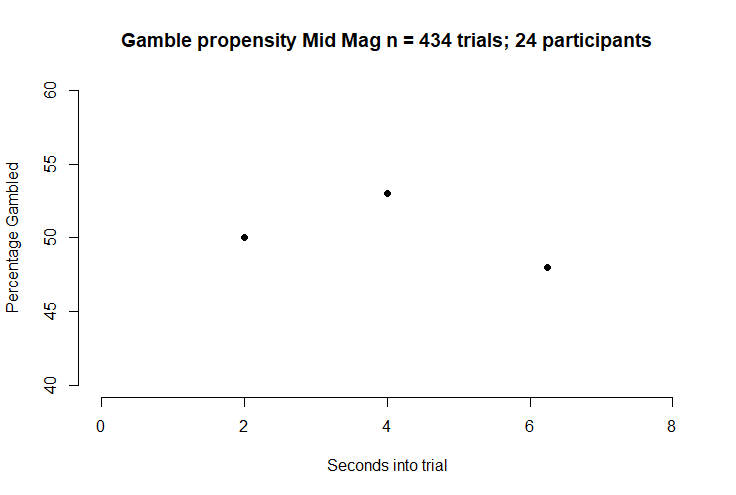 Gamble propensity Mid Mag n = 434 trials; 24 participants
Percentage Gambled
60
55
50
45
40
0 2 4 6 8
Seconds into trial